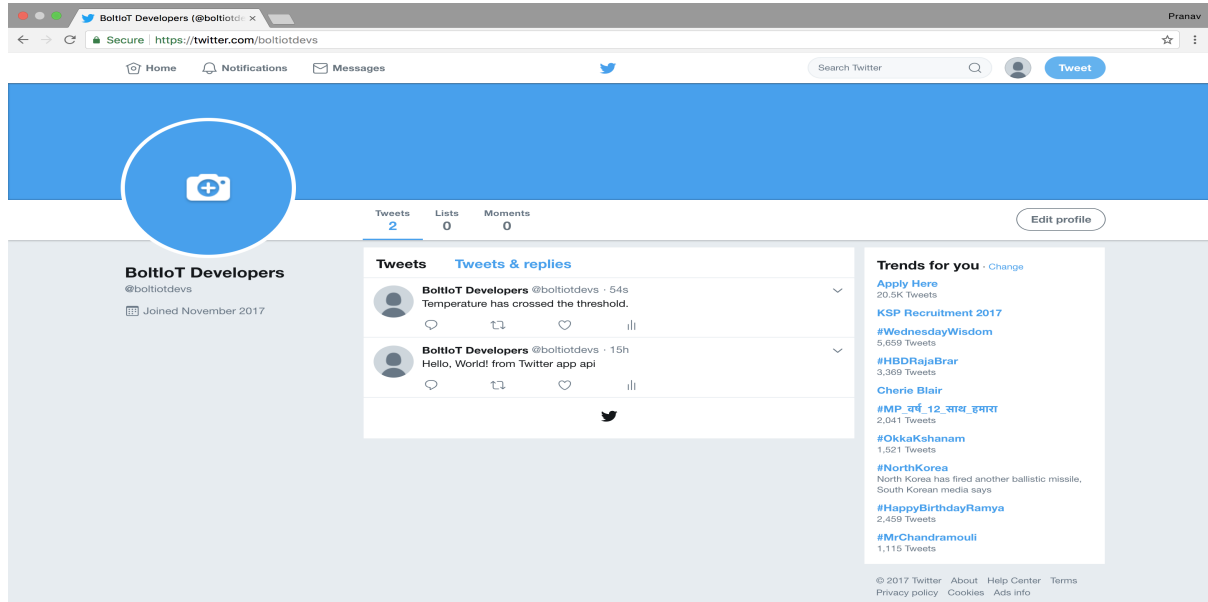 BoltIoT Developers (@boltiotde ×
Pranav
Secure | https://twitter.com/boltiotdevs
Home Notifications Messages
Search Twitter
Tweet
Tweets Lists Moments
2 0 0
Edit profile
BoltIoT Developers
@boltiotdevs
Joined November 2017
Tweets Tweets & replies
BoltIoT Developers @boltiotdevs · 54s
Temperature has crossed the threshold.
BoltIoT Developers @boltiotdevs · 15h
Hello, World! from Twitter app api
Trends for you · Change
Apply Here
20.5K Tweets
KSP Recruitment 2017
#WednesdayWisdom
5,659 Tweets
#HBDRajaBrar
3,369 Tweets
Cherie Blair
#MP_वर्ष_12_साथ_हमारा
2,041 Tweets
#OkkaKshanam
1,521 Tweets
#NorthKorea
North Korea has fired another ballistic missile,
South Korean media says
#HappyBirthdayRamya
2,459 Tweets
#MrChandramouli
1,115 Tweets
© 2017 Twitter About Help Center Terms
Privacy policy Cookies Ads info